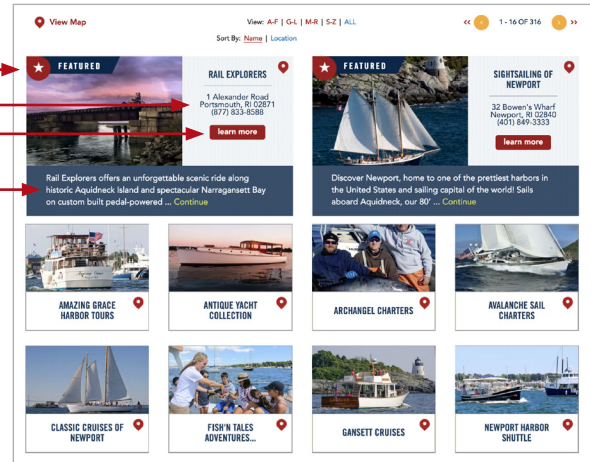 View Map
View: A-F | G-L | M-R | S-Z | ALL
<< < 1 - 16 OF 316 > >>
Sort By: Name | Location
FEATURED
RAIL EXPLORERS
1 Alexander Road
Portsmouth, RI 02871
(877) 833-8588
learn more
Rail Explorers offers an unforgettable scenic ride along
historic Aquidneck Island and spectacular Narragansett Bay
on custom built pedal-powered ... Continue
FEATURED
SIGHTSAILING OF
NEWPORT
32 Bowen's Wharf
Newport, RI 02840
(401) 849-3333
learn more
Discover Newport, home to one of the prettiest harbors in
the United States and sailing capital of the world! Sails
aboard Aquidneck, our 80' ... Continue
AMAZING GRACE
HARBOR TOURS
ANTIQUE YACHT
COLLECTION
ARCHANGEL CHARTERS
AVALANCHE SAIL
CHARTERS
CLASSIC CRUISES OF
NEWPORT
FISH'N TALES
ADVENTURES...
GANSETT CRUISES
NEWPORT HARBOR
SHUTTLE